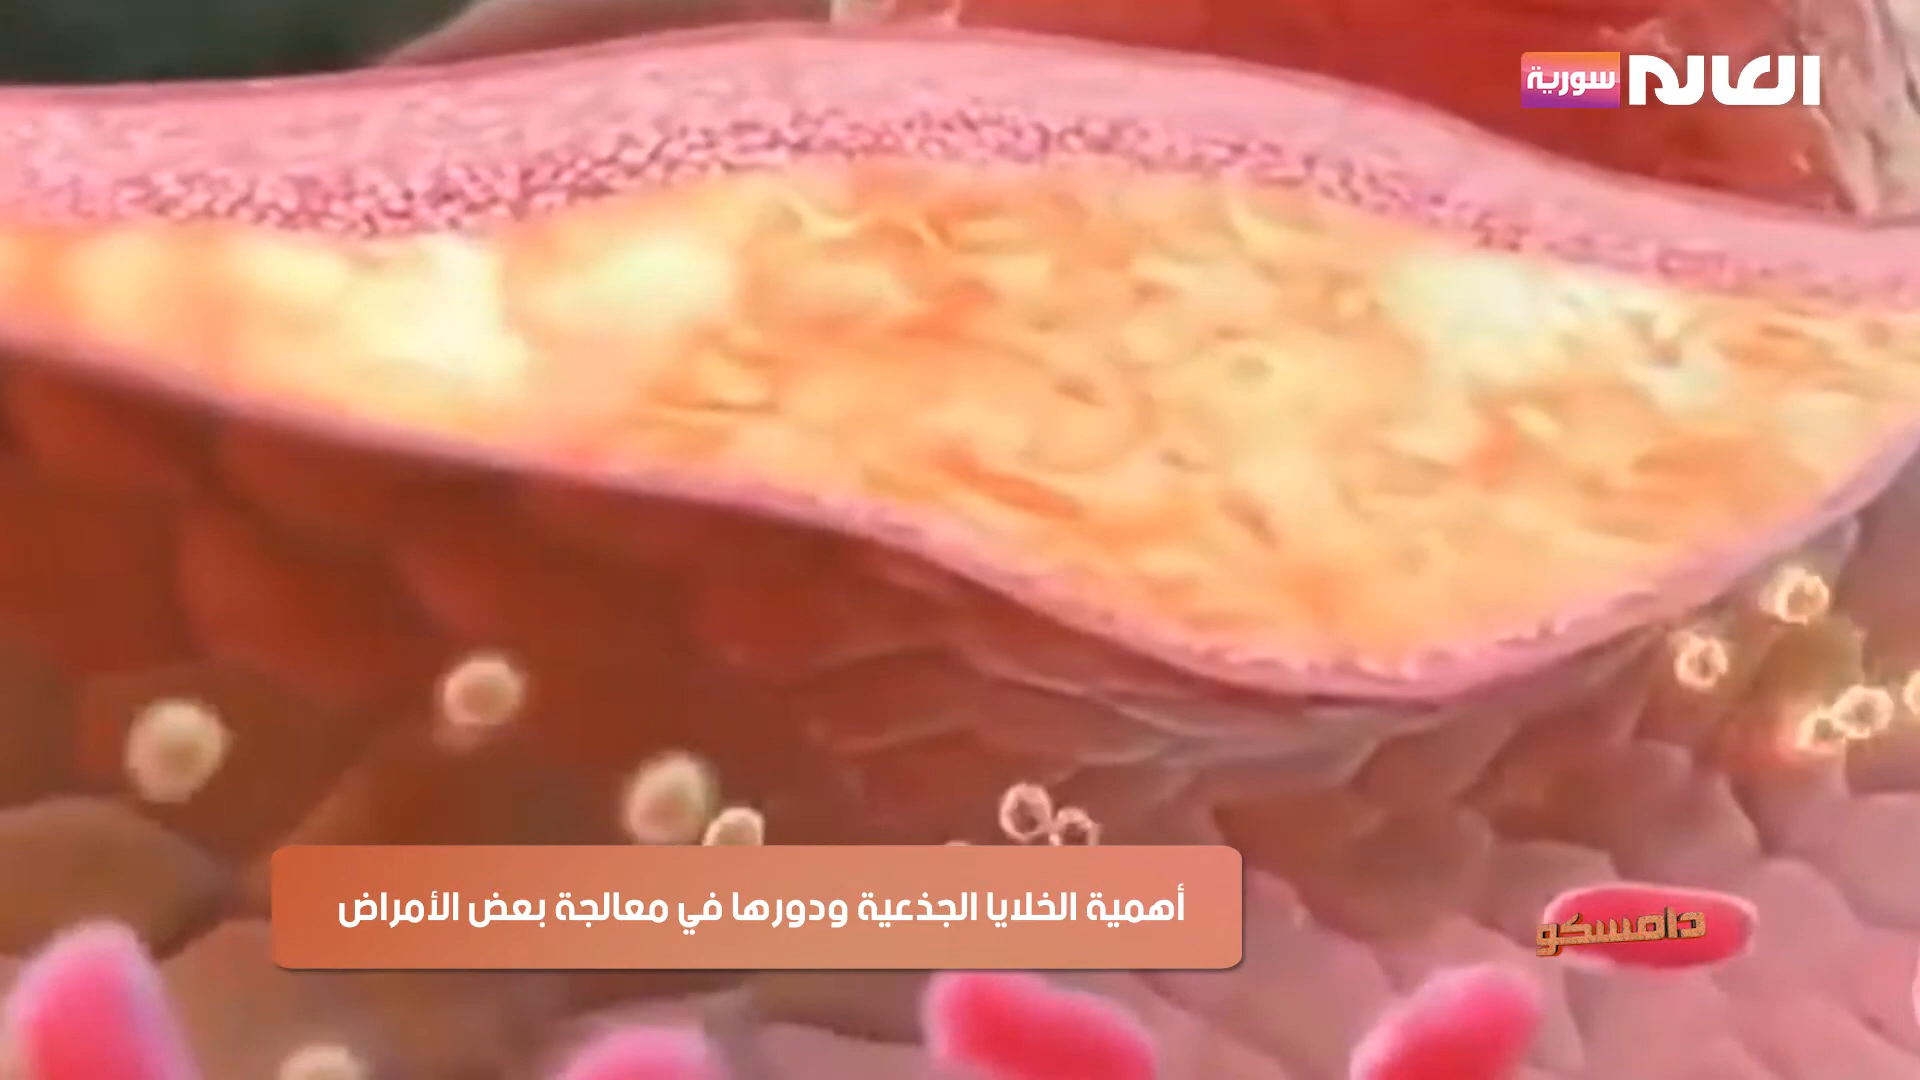 العالم سورية
أهمية الخلايا الجذعية ودورها في معالجة بعض الأمراض
دامسكو